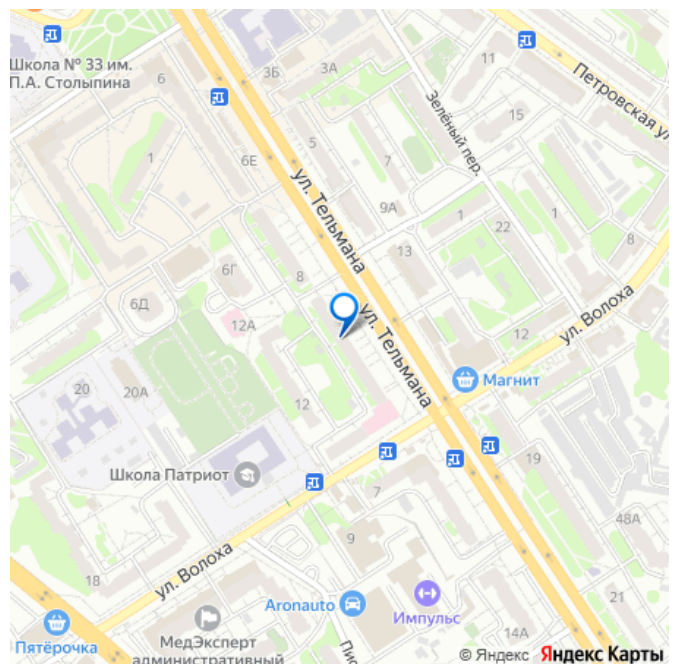 Школа № 33 им.
П.А. Столыпина
6
3Б
3А
11
Петровская ул
15
Зелёный пер.
5
7
1
6Е
ул. Тельмана
9А
1
22
8
13
6Г
8
6Д
12А
ул. Тельмана
12
ул. Волоха
20
20А
12
Магнит
Школа Патриот
19
7
48А
9
18
ул. Волоха
Aronauto
Импульс
21
Пятёрочка
МедЭксперт
административный
Пис
14А
© Яндекс Яндекс Карты